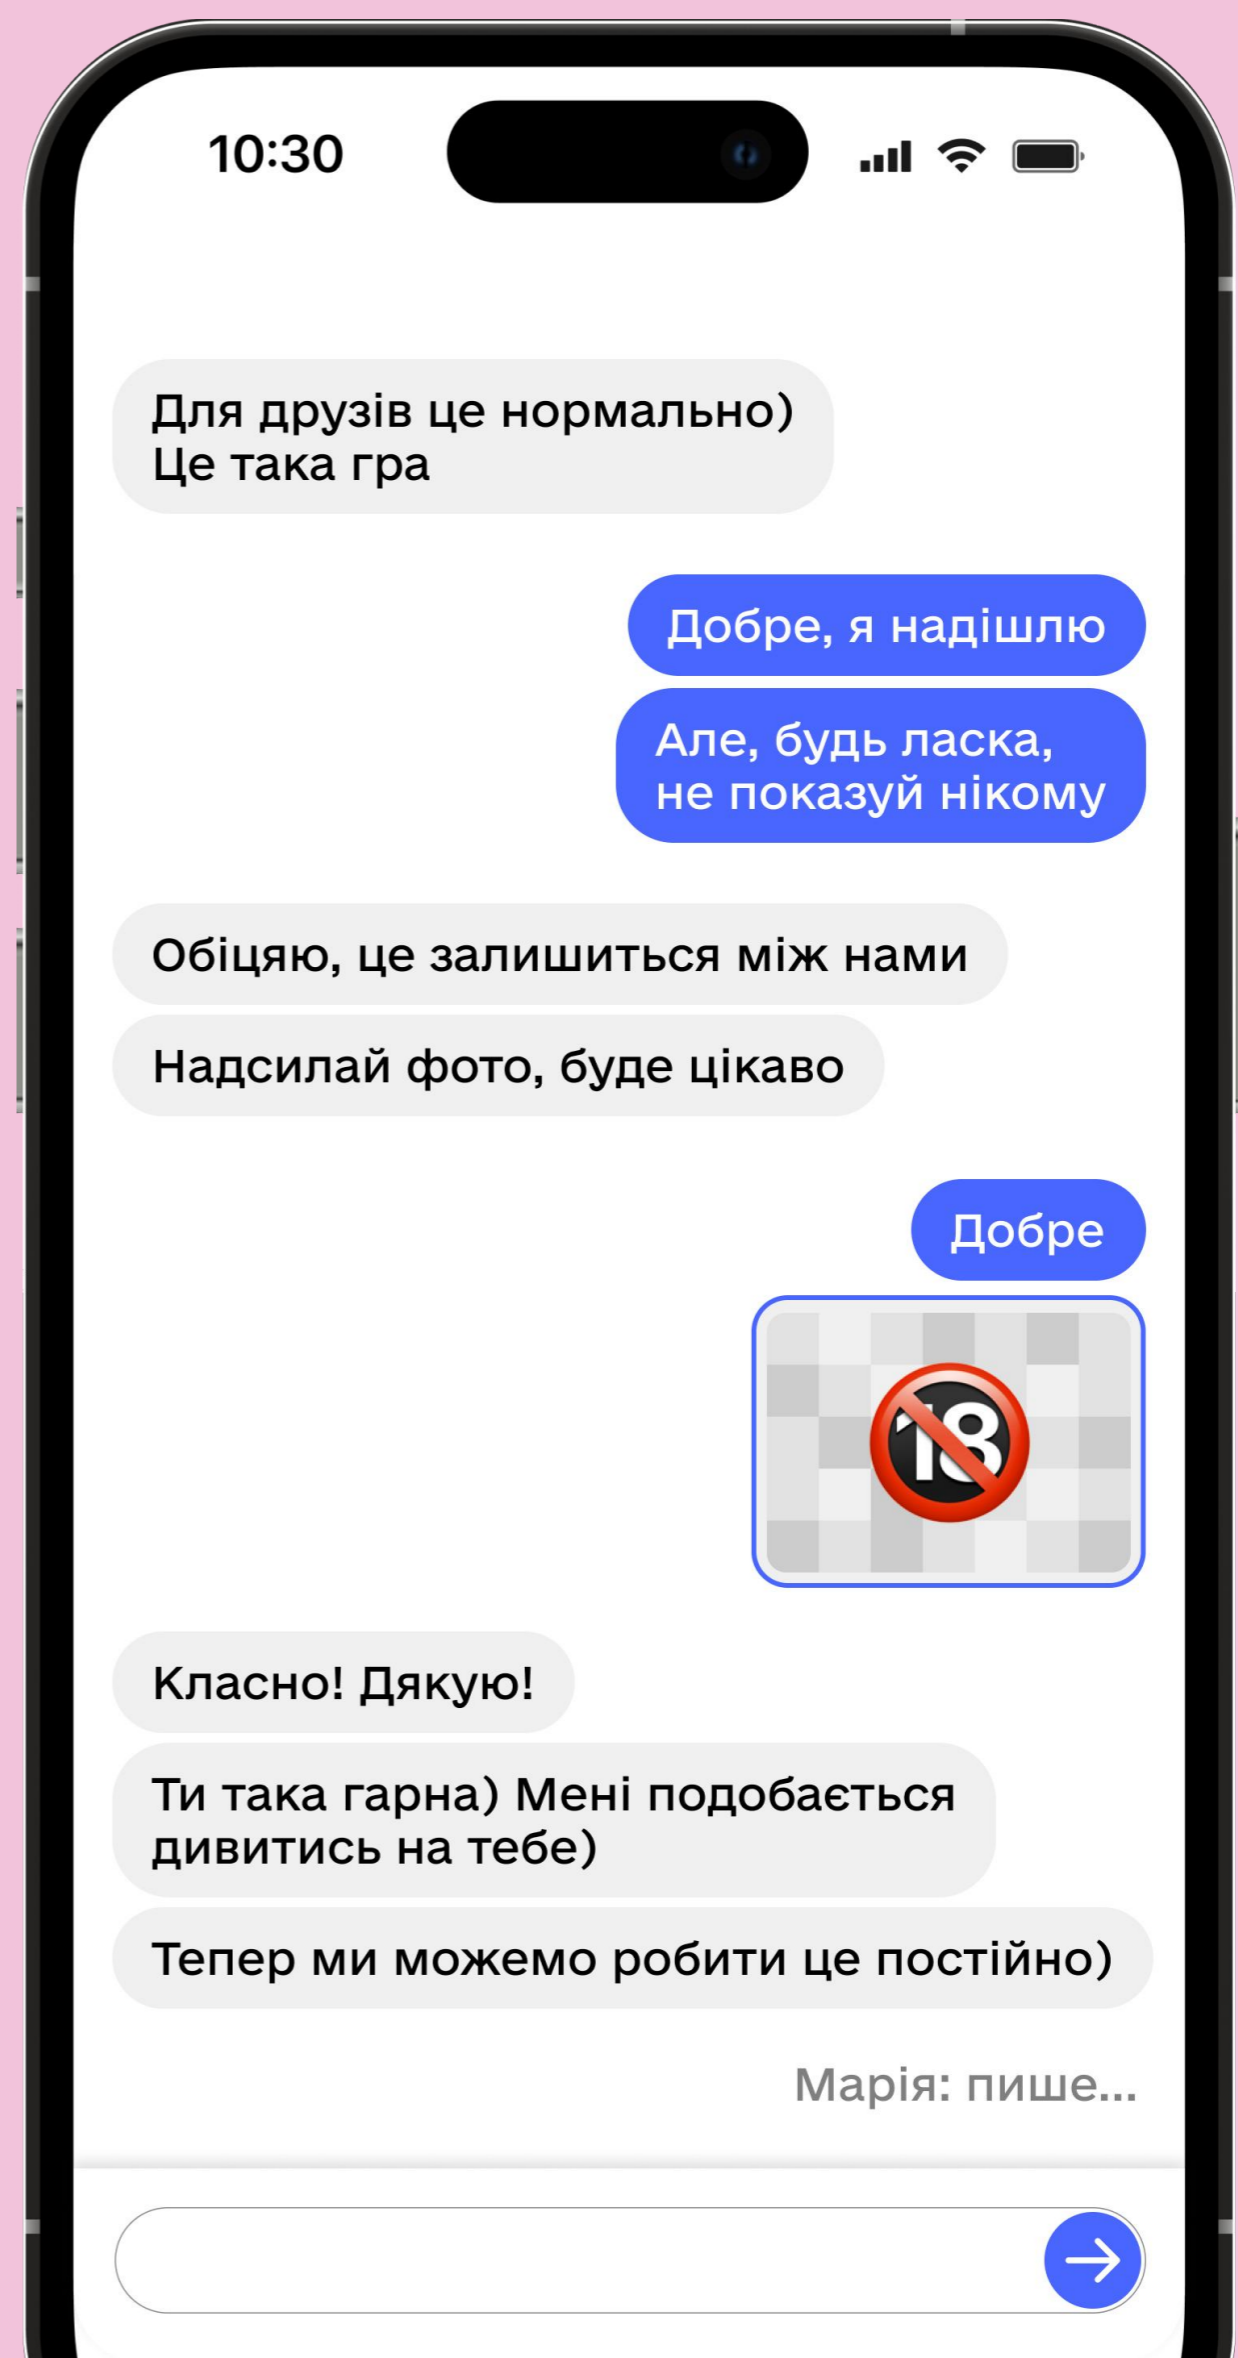 10:30
Для друзів це нормально)
Це така гра
Добре, я надішлю
Але, будь ласка,
не показуй нікому
Обіцяю, це залишиться між нами
Надсилай фото, буде цікаво
Добре
18
Класно! Дякую!
Ти така гарна) Мені подобається
дивитись на тебе)
Тепер ми можемо робити це постійно)
Марія: пише...